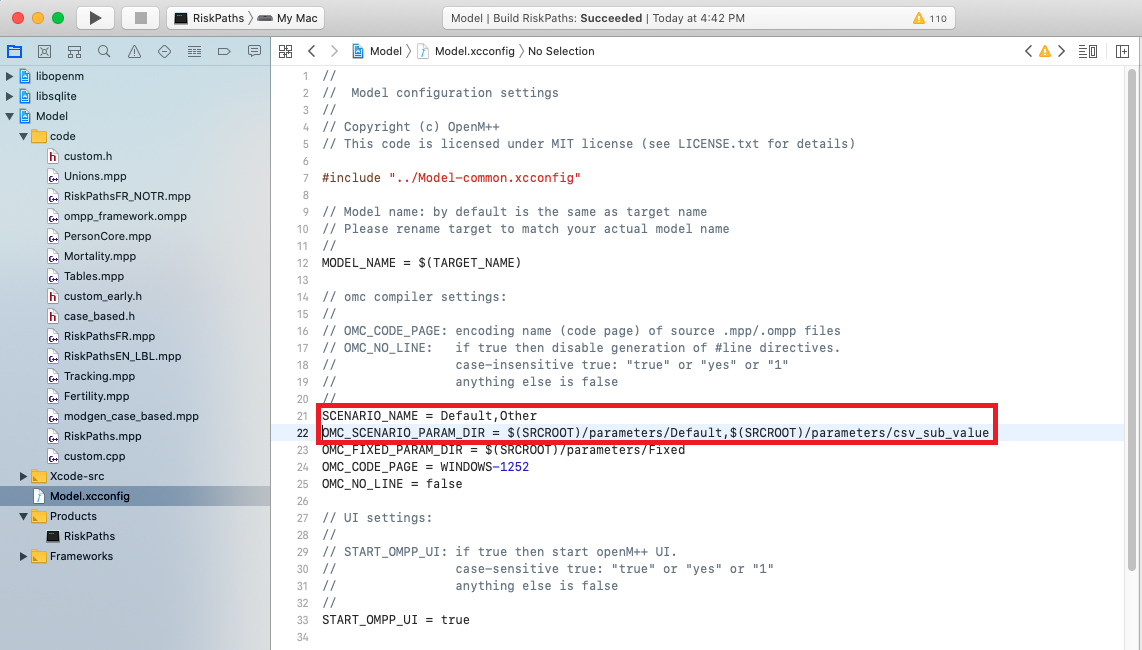 RiskPaths 〉 My Mac
Model | Build RiskPaths: Succeeded | Today at 4:42 PM
110
Model 〉 Model.xcconfig 〉 No Selection
libopenm
libsqlite
Model
code
custom.h
Unions.mpp
RiskPathsFR_NOTR.mpp
ompp_framework.ompp
PersonCore.mpp
Mortality.mpp
Tables.mpp
custom_early.h
case_based.h
RiskPathsFR.mpp
RiskPathsEN_LBL.mpp
Tracking.mpp
Fertility.mpp
modgen_case_based.mpp
RiskPaths.mpp
custom.cpp
Xcode-src
Model.xcconfig
Products
RiskPaths
Frameworks
1 //
2 //  Model configuration settings
3 //
4 // Copyright (c) OpenM++
5 // This code is licensed under MIT license (see LICENSE.txt for details)
6
7 #include "../Model-common.xcconfig"
8
9 // Model name: by default is the same as target name
10 // Please rename target to match your actual model name
11 //
12 MODEL_NAME = $(TARGET_NAME)
13
14 // omc compiler settings:
15 //
16 // OMC_CODE_PAGE: encoding name (code page) of source .mpp/.ompp files
17 // OMC_NO_LINE:   if true then disable generation of #line directives.
18 //                case-insensitive true: "true" or "yes" or "1"
19 //                anything else is false
20 //
21 SCENARIO_NAME = Default,Other
22 OMC_SCENARIO_PARAM_DIR = $(SRCROOT)/parameters/Default,$(SRCROOT)/parameters/csv_sub_value
23 OMC_FIXED_PARAM_DIR = $(SRCROOT)/parameters/Fixed
24 OMC_CODE_PAGE = WINDOWS-1252
25 OMC_NO_LINE = false
26
27 // UI settings:
28 //
29 // START_OMPP_UI: if true then start openM++ UI.
30 //                case-sensitive true: "true" or "yes" or "1"
31 //                anything else is false
32 //
33 START_OMPP_UI = true
34